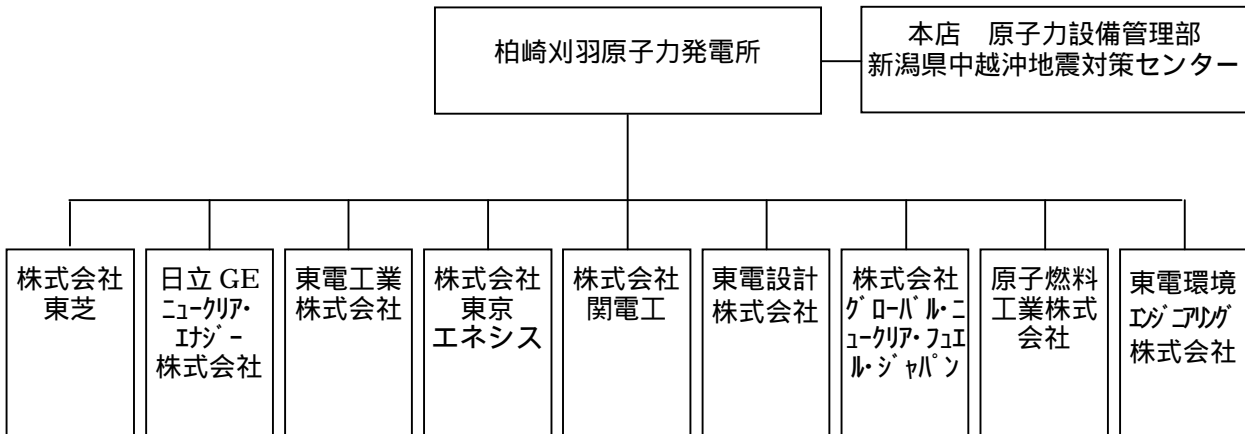 柏崎刈羽原子力発電所
本店　原子力設備管理部
新潟県中越沖地震対策センター
株式会社
東芝
日立 GE
ﾆｭｰｸﾘｱ･
ｴﾅｼﾞｰ
株式会社
東電工業
株式会社
株式会社
東京
エネシス
株式会社
関電工
東電設計
株式会社
株式会社
ｸﾞﾛｰﾊﾞﾙ･ﾆ
ｭｰｸﾘｱ･ﾌｭｴ
ﾙ･ｼﾞｬﾊﾟﾝ
原子燃料
工業株式
会社
東電環境
ｴﾝｼﾞﾆｱﾘﾝｸﾞ
株式会社